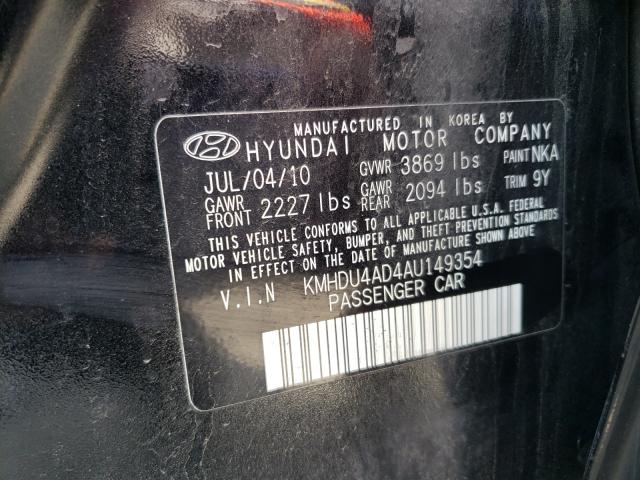 MANUFACTURED IN KOREA BY
HYUNDAI MOTOR COMPANY
JUL/04/10 GVWR 3869 lbs PAINT NKA
GAWR FRONT 2227 lbs GAWR REAR 2094 lbs TRIM 9Y
THIS VEHICLE CONFORMS TO ALL APPLICABLE U.S.A. FEDERAL
MOTOR VEHICLE SAFETY, BUMPER, AND THEFT PREVENTION STANDARDS
IN EFFECT ON THE DATE OF MANUFACTURE SHOWN ABOVE.
V.I.N KMHDU4AD4AU149354
PASSENGER CAR